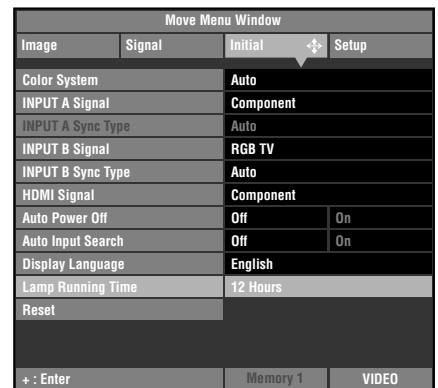 Move Menu Window
Image Signal Initial Setup
Color System Auto
INPUT A Signal Component
INPUT A Sync Type Auto
INPUT B Signal RGB TV
INPUT B Sync Type Auto
HDMI Signal Component
Auto Power Off Off On
Auto Input Search Off On
Display Language English
Lamp Running Time 12 Hours
Reset
+ : Enter Memory 1 VIDEO